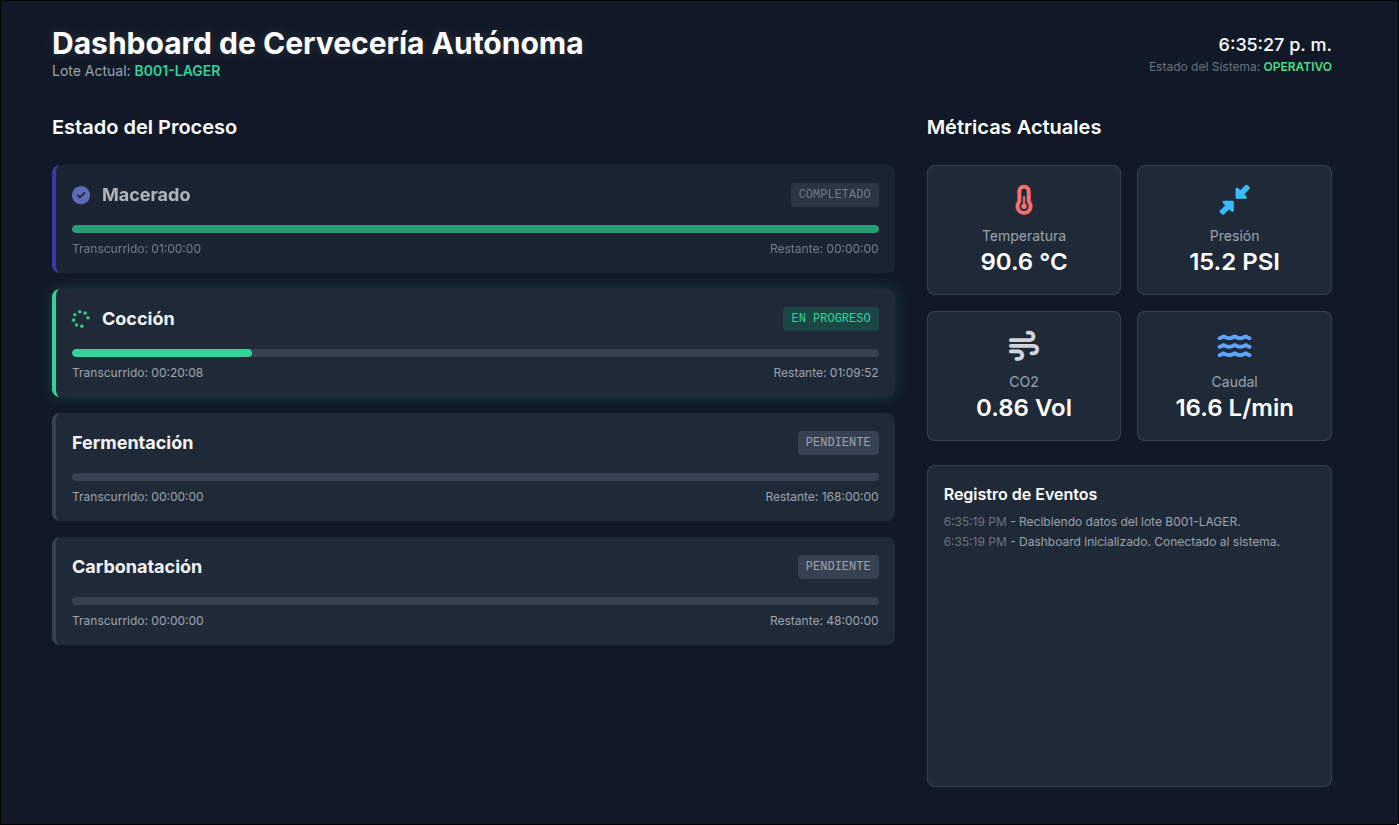 Dashboard de Cervecería Autónoma
Lote Actual: B001-LAGER
6:35:27 p. m.
Estado del Sistema: OPERATIVO
Estado del Proceso
Macerado
COMPLETADO
Transcurrido: 01:00:00
Restante: 00:00:00
Cocción
EN PROGRESO
Transcurrido: 00:20:08
Restante: 01:09:52
Fermentación
PENDIENTE
Transcurrido: 00:00:00
Restante: 168:00:00
Carbonatación
PENDIENTE
Transcurrido: 00:00:00
Restante: 48:00:00
Métricas Actuales
Temperatura
90.6 °C
Presión
15.2 PSI
CO2
0.86 Vol
Caudal
16.6 L/min
Registro de Eventos
6:35:19 PM - Recibiendo datos del lote B001-LAGER.
6:35:19 PM - Dashboard inicializado. Conectado al sistema.